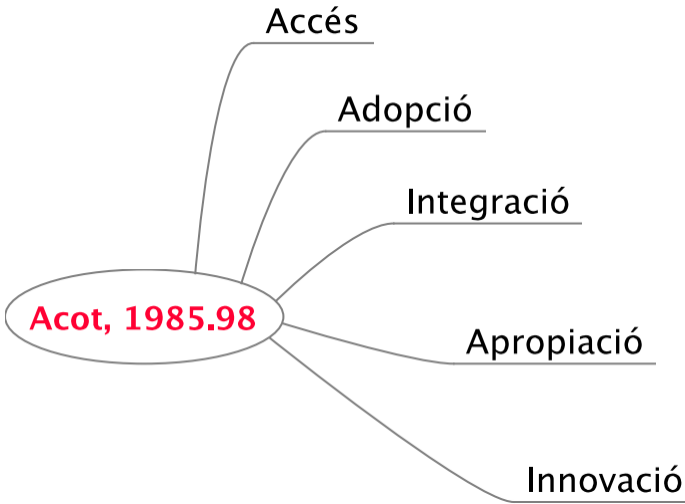 Accés
Adopció
Integració
Acot, 1985.98
Apropiació
Innovació